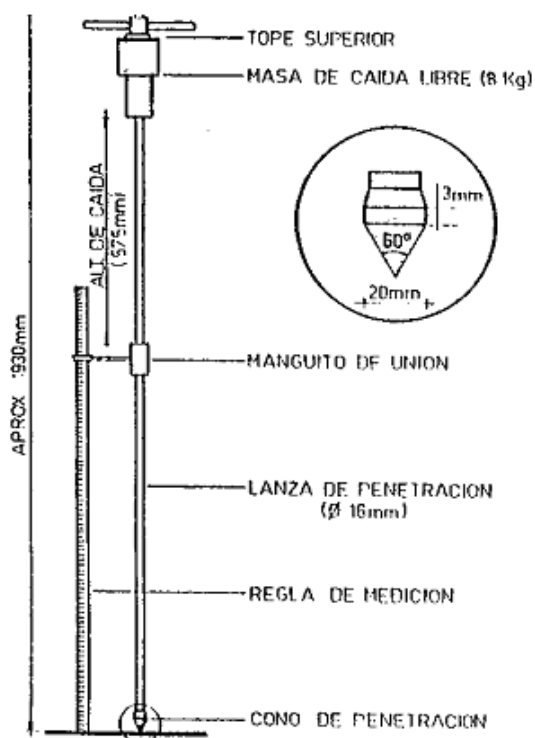 TOPE SUPERIOR
MASA DE CAIDA LIBRE (8 Kg)
ALT. DE CAIDA
(575mm)
3mm
60º
20mm
APROX 1930mm
MANGUITO DE UNION
LANZA DE PENETRACION
(Ø 16mm)
REGLA DE MEDICION
CONO DE PENETRACION